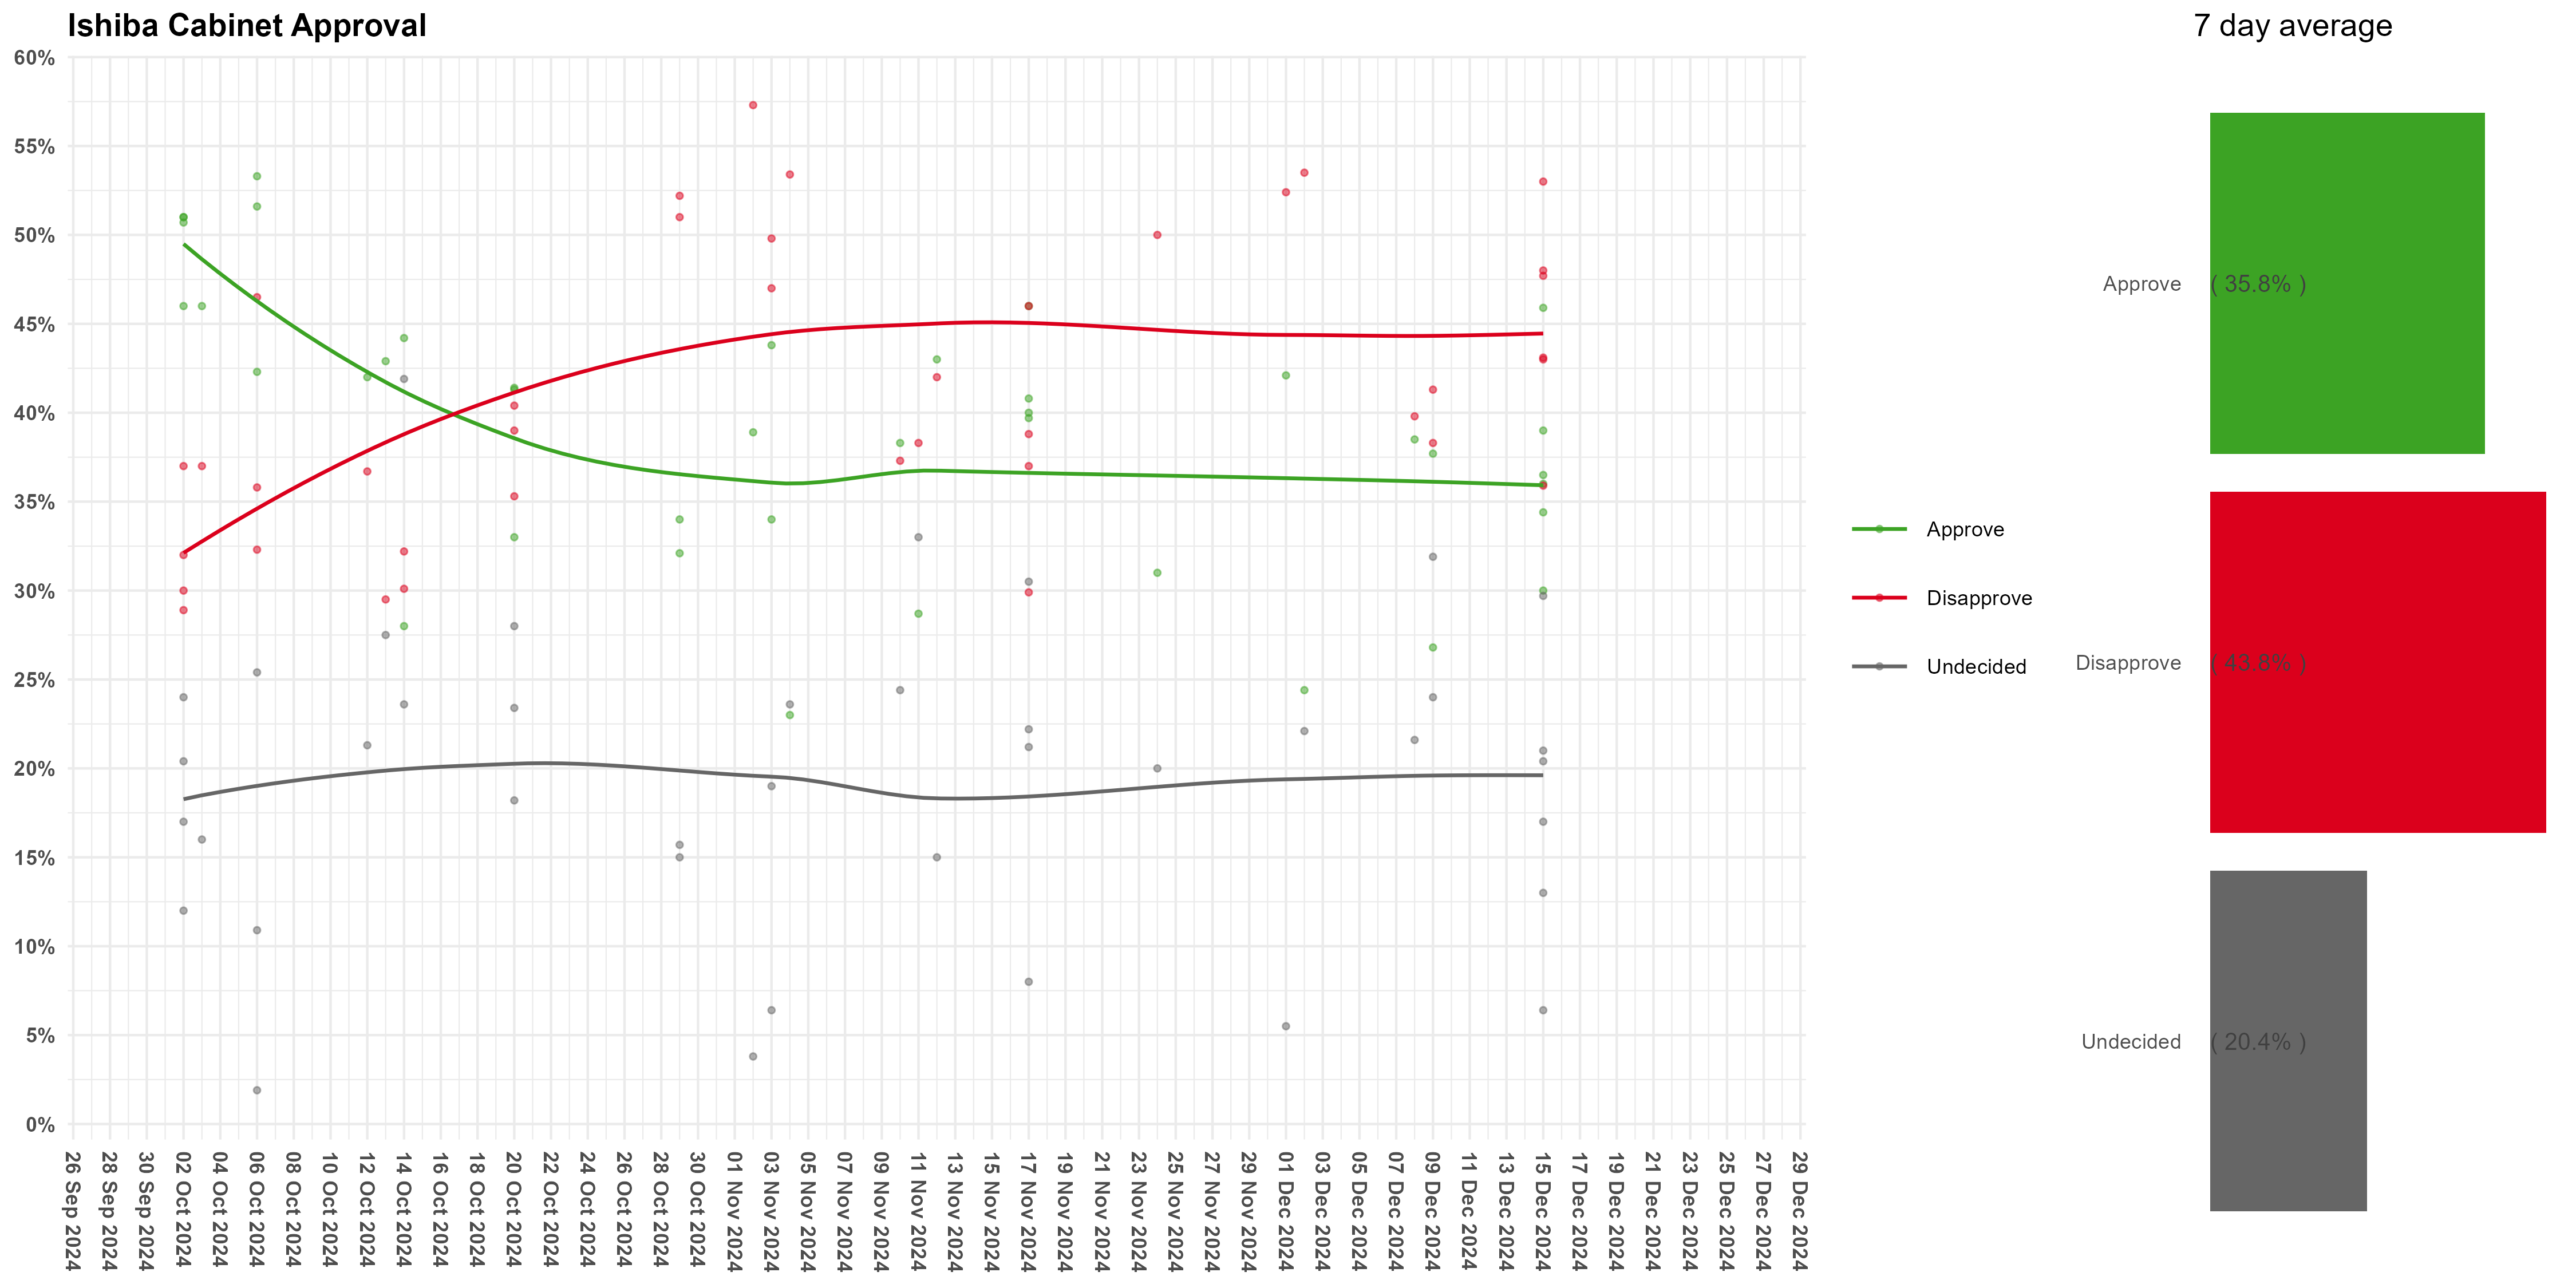 Ishiba Cabinet Approval
60%
55%
50%
45%
40%
35%
30%
25%
20%
15%
10%
5%
0%
26 Sep 2024
28 Sep 2024
30 Sep 2024
02 Oct 2024
04 Oct 2024
06 Oct 2024
08 Oct 2024
10 Oct 2024
12 Oct 2024
14 Oct 2024
16 Oct 2024
18 Oct 2024
20 Oct 2024
22 Oct 2024
24 Oct 2024
26 Oct 2024
28 Oct 2024
30 Oct 2024
01 Nov 2024
03 Nov 2024
05 Nov 2024
07 Nov 2024
09 Nov 2024
11 Nov 2024
13 Nov 2024
15 Nov 2024
17 Nov 2024
19 Nov 2024
21 Nov 2024
23 Nov 2024
25 Nov 2024
27 Nov 2024
29 Nov 2024
01 Dec 2024
03 Dec 2024
05 Dec 2024
07 Dec 2024
09 Dec 2024
11 Dec 2024
13 Dec 2024
15 Dec 2024
17 Dec 2024
19 Dec 2024
21 Dec 2024
23 Dec 2024
25 Dec 2024
27 Dec 2024
29 Dec 2024
Approve
Disapprove
Undecided
7 day average
Approve ( 35.8% )
Disapprove ( 43.8% )
Undecided ( 20.4% )